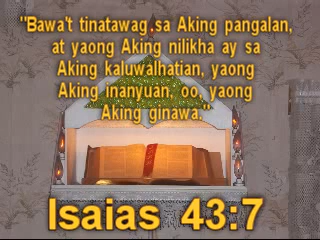 "Bawa't tinatawag sa Aking pangalan,
at yaong Aking nilikha ay sa
Aking kaluwalhatian, yaong
Aking inanyuan, oo, yaong
Aking ginawa."
Isaias 43:7